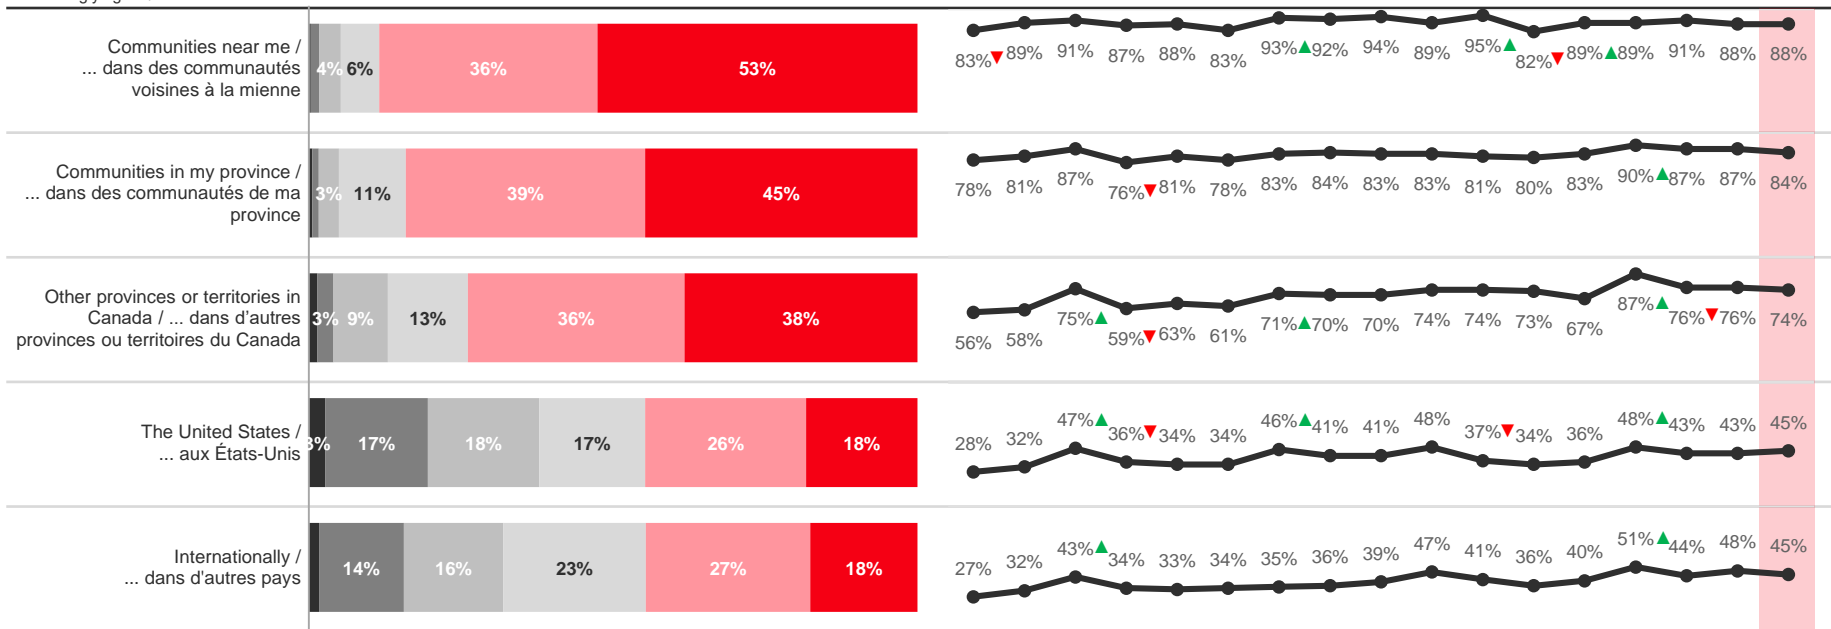 Communities near me /
... dans des communautés
voisines à la mienne
4% 6% 36% 53%
83% 89% 91% 87% 88% 83% 93% 92% 94% 89% 95% 82% 89% 89% 91% 88% 88%
Communities in my province /
... dans des communautés de ma
province
3% 11% 39% 45%
78% 81% 87% 76% 81% 78% 83% 84% 83% 83% 81% 80% 83% 90% 87% 87% 84%
Other provinces or territories in
Canada / ... dans d’autres
provinces ou territoires du Canada
3% 9% 13% 36% 38%
56% 58% 75% 59% 63% 61% 71% 70% 70% 74% 74% 73% 67% 87% 76% 76% 74%
The United States /
... aux États-Unis
3% 17% 18% 17% 26% 18%
28% 32% 47% 36% 34% 34% 46% 41% 41% 48% 37% 34% 36% 48% 43% 43% 45%
Internationally /
... dans d'autres pays
14% 16% 23% 27% 18%
27% 32% 43% 34% 33% 34% 35% 36% 39% 47% 41% 36% 40% 51% 44% 48% 45%